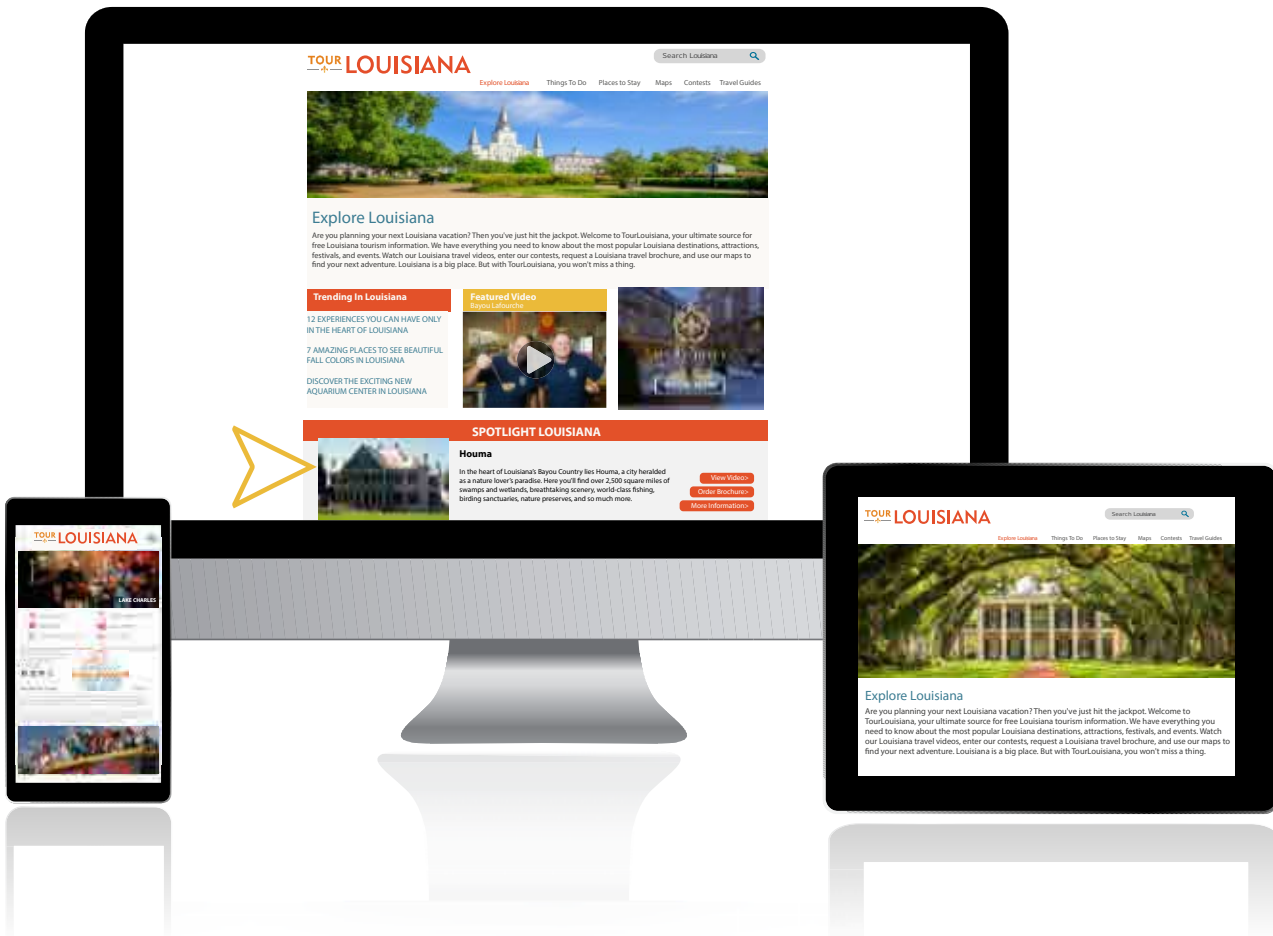 TOUR LOUISIANA
Search Louisiana
Explore Louisiana Things To Do Places to Stay Maps Contests Travel Guides
Explore Louisiana
Are you planning your next Louisiana vacation? Then you've just hit the jackpot. Welcome to TourLouisiana, your ultimate source for
free Louisiana tourism information. We have everything you need to know about the most popular Louisiana destinations, attractions,
festivals, and events. Watch our Louisiana travel videos, enter our contests, request a Louisiana travel brochure, and use our maps to
find your next adventure. Louisiana is a big place. But with TourLouisiana, you won't miss a thing.
Trending In Louisiana
12 EXPERIENCES YOU CAN HAVE ONLY
IN THE HEART OF LOUISIANA
7 AMAZING PLACES TO SEE BEAUTIFUL
FALL COLORS IN LOUISIANA
DISCOVER THE EXCITING NEW
AQUARIUM CENTER IN LOUISIANA
Featured Video
Bayou Lafourche
SPOTLIGHT LOUISIANA
Houma
In the heart of Louisiana's Bayou Country lies Houma, a city heralded
as a nature lover's paradise. Here you'll find over 2,500 square miles of
swamps and wetlands, breathtaking scenery, world-class fishing,
birding sanctuaries, nature preserves, and so much more.
View Video>
Order Brochure>
More Information>
TOUR LOUISIANA
LAKE CHARLES
TOUR LOUISIANA
Search Louisiana
Explore Louisiana Things To Do Places to Stay Maps Contests Travel Guides
Explore Louisiana
Are you planning your next Louisiana vacation? Then you've just hit the jackpot. Welcome to
TourLouisiana, your ultimate source for free Louisiana tourism information. We have everything you
need to know about the most popular Louisiana destinations, attractions, festivals, and events. Watch
our Louisiana travel videos, enter our contests, request a Louisiana travel brochure, and use our maps to
find your next adventure. Louisiana is a big place. But with TourLouisiana, you won't miss a thing.